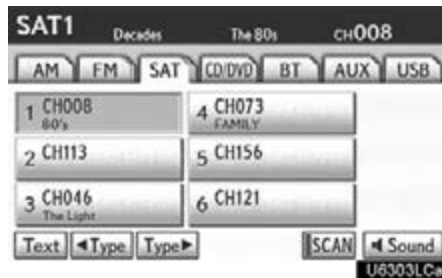 SAT1 Decades The 80s CH008
AM FM SAT CD/DVD BT AUX USB
1 CH008 4 CH073
80's FAMILY
2 CH113 5 CH156
3 CH046 6 CH121
The Light
Text ◄Type Type► SCAN Sound
U6303LCa